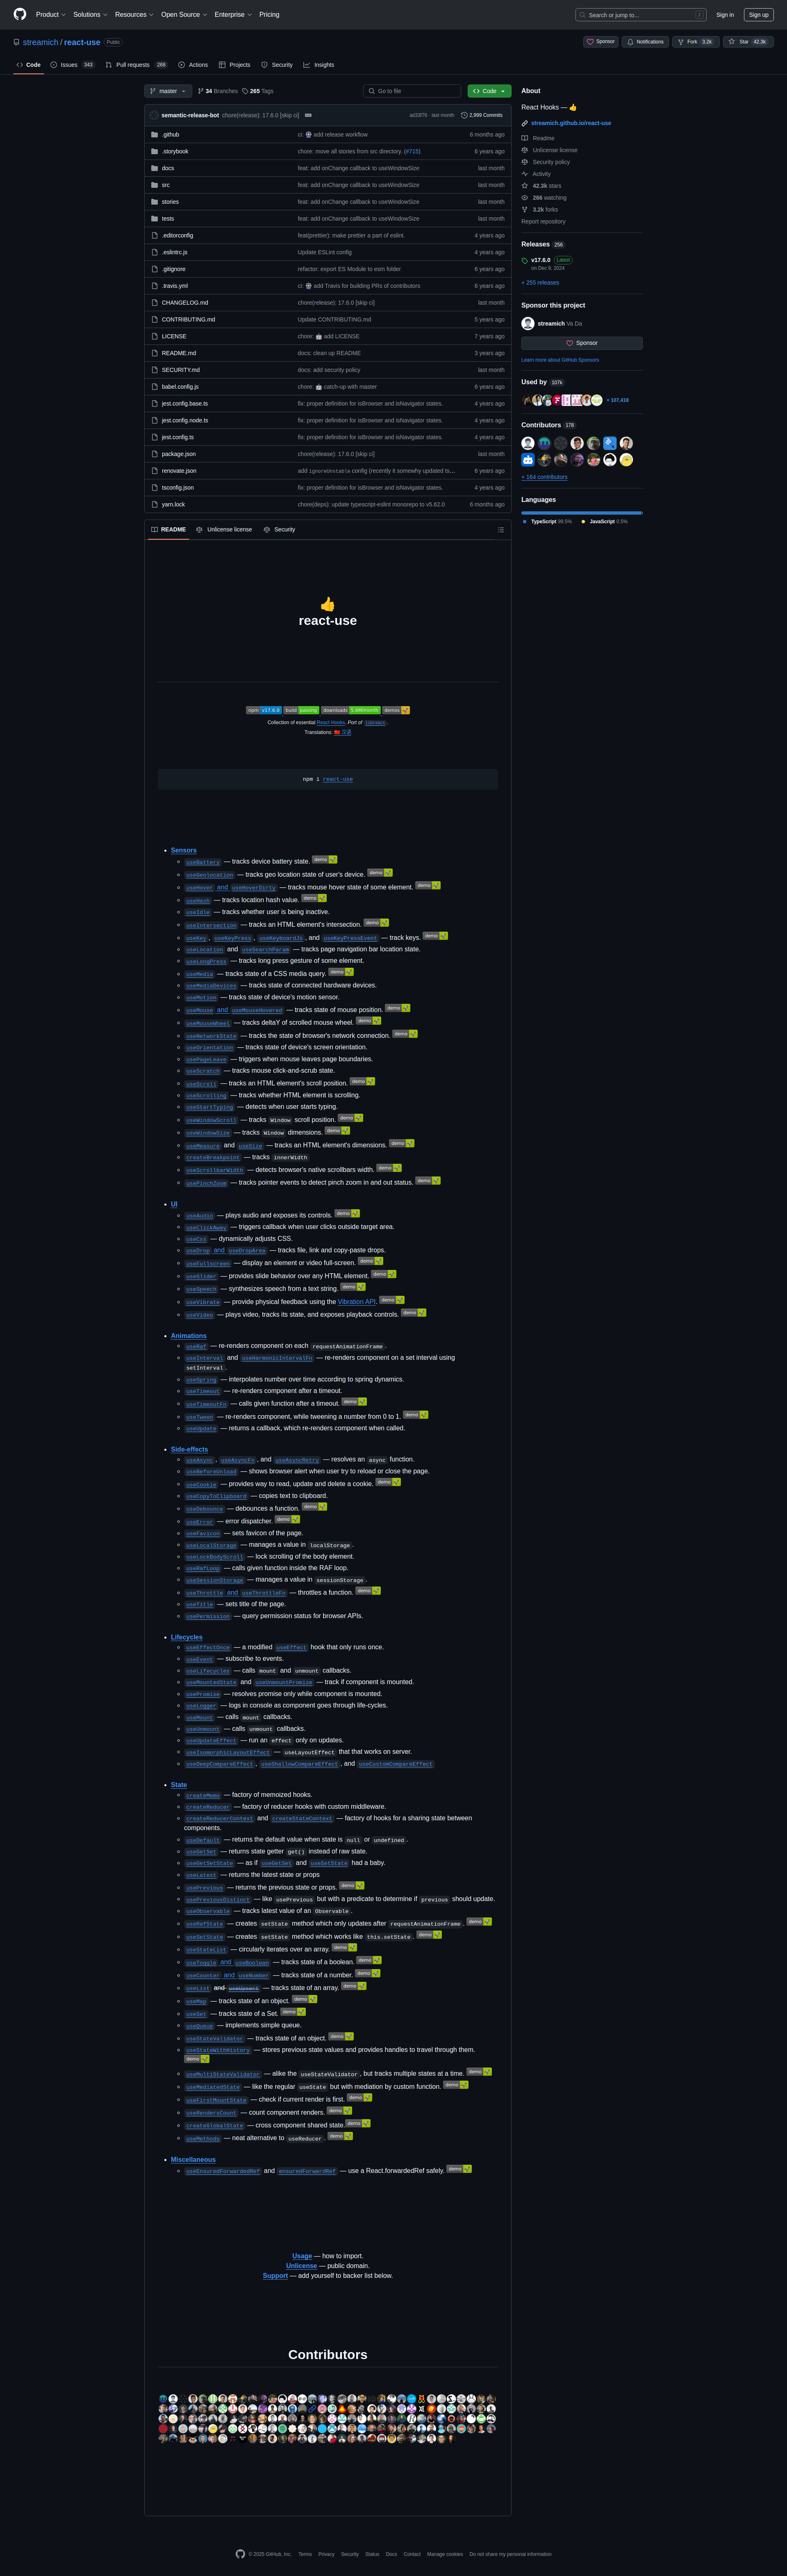 Product Solutions Resources Open Source Enterprise Pricing Search or jump to... / Sign in Sign up
streamich / react-use Public Sponsor Notifications Fork 3.2k Star 42.3k
Code Issues 343 Pull requests 268 Actions Projects Security Insights
master 34 Branches 265 Tags Go to file Code
semantic-release-bot chore(release): 17.6.0 [skip ci] ad33f76 · last month 2,999 Commits
.github ci: add release workflow 6 months ago
.storybook chore: move all stories from src directory. (#715) 6 years ago
docs feat: add onChange callback to useWindowSize last month
src feat: add onChange callback to useWindowSize last month
stories feat: add onChange callback to useWindowSize last month
tests feat: add onChange callback to useWindowSize last month
.editorconfig feat(prettier): make prettier a part of eslint. 4 years ago
.eslintrc.js Update ESLint config 4 years ago
.gitignore refactor: export ES Module to esm folder 6 years ago
.travis.yml ci: add Travis for building PRs of contributors 6 years ago
CHANGELOG.md chore(release): 17.6.0 [skip ci] last month
CONTRIBUTING.md Update CONTRIBUTING.md 5 years ago
LICENSE chore: 🤖 add LICENSE 7 years ago
README.md docs: clean up README 3 years ago
SECURITY.md docs: add security policy last month
babel.config.js chore: 🤖 catch-up with master 6 years ago
jest.config.base.ts fix: proper definition for isBrowser and isNavigator states. 4 years ago
jest.config.node.ts fix: proper definition for isBrowser and isNavigator states. 4 years ago
jest.config.ts fix: proper definition for isBrowser and isNavigator states. 4 years ago
package.json chore(release): 17.6.0 [skip ci] last month
renovate.json add ignoreUnstable config (recently it somewhy updated ts… 6 years ago
tsconfig.json fix: proper definition for isBrowser and isNavigator states. 4 years ago
yarn.lock chore(deps): update typescript-eslint monorepo to v5.62.0 6 months ago
README Unlicense license Security
👍
react-use
npm v17.6.0 build passing downloads demos
Collection of essential React Hooks. Port of libreact.
Translations: 🇨🇳 汉语
npm i react-use
Sensors
useBattery — tracks device battery state. demo
useGeolocation — tracks geo location state of user's device. demo
useHover and useHoverDirty — tracks mouse hover state of some element. demo
useHash — tracks location hash value. demo
useIdle — tracks whether user is being inactive.
useIntersection — tracks an HTML element's intersection. demo
useKey, useKeyPress, useKeyboardJs, and useKeyPressEvent — track keys. demo
useLocation and useSearchParam — tracks page navigation bar location state.
useLongPress — tracks long press gesture of some element.
useMedia — tracks state of a CSS media query. demo
useMediaDevices — tracks state of connected hardware devices.
useMotion — tracks state of device's motion sensor.
useMouse and useMouseHovered — tracks state of mouse position. demo
useMouseWheel — tracks deltaY of scrolled mouse wheel. demo
useNetworkState — tracks the state of browser's network connection. demo
useOrientation — tracks state of device's screen orientation.
usePageLeave — triggers when mouse leaves page boundaries.
useScratch — tracks mouse click-and-scrub state.
useScroll — tracks an HTML element's scroll position. demo
useScrolling — tracks whether HTML element is scrolling.
useStartTyping — detects when user starts typing.
useWindowScroll — tracks Window scroll position. demo
useWindowSize — tracks Window dimensions. demo
useMeasure and useSize — tracks an HTML element's dimensions. demo
createBreakpoint — tracks innerWidth
useScrollbarWidth — detects browser's native scrollbars width. demo
usePinchZoom — tracks pointer events to detect pinch zoom in and out status. demo
UI
useAudio — plays audio and exposes its controls. demo
useClickAway — triggers callback when user clicks outside target area.
useCss — dynamically adjusts CSS.
useDrop and useDropArea — tracks file, link and copy-paste drops.
useFullscreen — display an element or video full-screen. demo
useSlider — provides slide behavior over any HTML element. demo
useSpeech — synthesizes speech from a text string. demo
useVibrate — provide physical feedback using the Vibration API. demo
useVideo — plays video, tracks its state, and exposes playback controls. demo
Animations
useRaf — re-renders component on each requestAnimationFrame.
useInterval and useHarmonicIntervalFn — re-renders component on a set interval using
setInterval.
useSpring — interpolates number over time according to spring dynamics.
useTimeout — re-renders component after a timeout.
useTimeoutFn — calls given function after a timeout. demo
useTween — re-renders component, while tweening a number from 0 to 1. demo
useUpdate — returns a callback, which re-renders component when called.
Side-effects
useAsync, useAsyncFn, and useAsyncRetry — resolves an async function.
useBeforeUnload — shows browser alert when user try to reload or close the page.
useCookie — provides way to read, update and delete a cookie. demo
useCopyToClipboard — copies text to clipboard.
useDebounce — debounces a function. demo
useError — error dispatcher. demo
useFavicon — sets favicon of the page.
useLocalStorage — manages a value in localStorage.
useLockBodyScroll — lock scrolling of the body element.
useRafLoop — calls given function inside the RAF loop.
useSessionStorage — manages a value in sessionStorage.
useThrottle and useThrottleFn — throttles a function. demo
useTitle — sets title of the page.
usePermission — query permission status for browser APIs.
Lifecycles
useEffectOnce — a modified useEffect hook that only runs once.
useEvent — subscribe to events.
useLifecycles — calls mount and unmount callbacks.
useMountedState and useUnmountPromise — track if component is mounted.
usePromise — resolves promise only while component is mounted.
useLogger — logs in console as component goes through life-cycles.
useMount — calls mount callbacks.
useUnmount — calls unmount callbacks.
useUpdateEffect — run an effect only on updates.
useIsomorphicLayoutEffect — useLayoutEffect that that works on server.
useDeepCompareEffect, useShallowCompareEffect, and useCustomCompareEffect
State
createMemo — factory of memoized hooks.
createReducer — factory of reducer hooks with custom middleware.
createReducerContext and createStateContext — factory of hooks for a sharing state between
components.
useDefault — returns the default value when state is null or undefined.
useGetSet — returns state getter get() instead of raw state.
useGetSetState — as if useGetSet and useSetState had a baby.
useLatest — returns the latest state or props
usePrevious — returns the previous state or props. demo
usePreviousDistinct — like usePrevious but with a predicate to determine if previous should update.
useObservable — tracks latest value of an Observable.
useRafState — creates setState method which only updates after requestAnimationFrame. demo
useSetState — creates setState method which works like this.setState. demo
useStateList — circularly iterates over an array. demo
useToggle and useBoolean — tracks state of a boolean. demo
useCounter and useNumber — tracks state of a number. demo
useList and useUpsert — tracks state of an array. demo
useMap — tracks state of an object. demo
useSet — tracks state of a Set. demo
useQueue — implements simple queue.
useStateValidator — tracks state of an object. demo
useStateWithHistory — stores previous state values and provides handles to travel through them.
demo
useMultiStateValidator — alike the useStateValidator, but tracks multiple states at a time. demo
useMediatedState — like the regular useState but with mediation by custom function. demo
useFirstMountState — check if current render is first. demo
useRendersCount — count component renders. demo
createGlobalState — cross component shared state. demo
useMethods — neat alternative to useReducer. demo
Miscellaneous
useEnsuredForwardedRef and ensuredForwardRef — use a React.forwardedRef safely. demo
Usage — how to import.
Unlicense — public domain.
Support — add yourself to backer list below.
Contributors
About
React Hooks — 👍
streamich.github.io/react-use
Readme
Unlicense license
Security policy
Activity
42.3k stars
266 watching
3.2k forks
Report repository
Releases 256
v17.6.0 Latest
on Dec 9, 2024
+ 255 releases
Sponsor this project
streamich Va Da
Sponsor
Learn more about GitHub Sponsors
Used by 107k
+ 107,418
Contributors 178
+ 164 contributors
Languages
TypeScript 99.5% JavaScript 0.5%
© 2025 GitHub, Inc. Terms Privacy Security Status Docs Contact Manage cookies Do not share my personal information